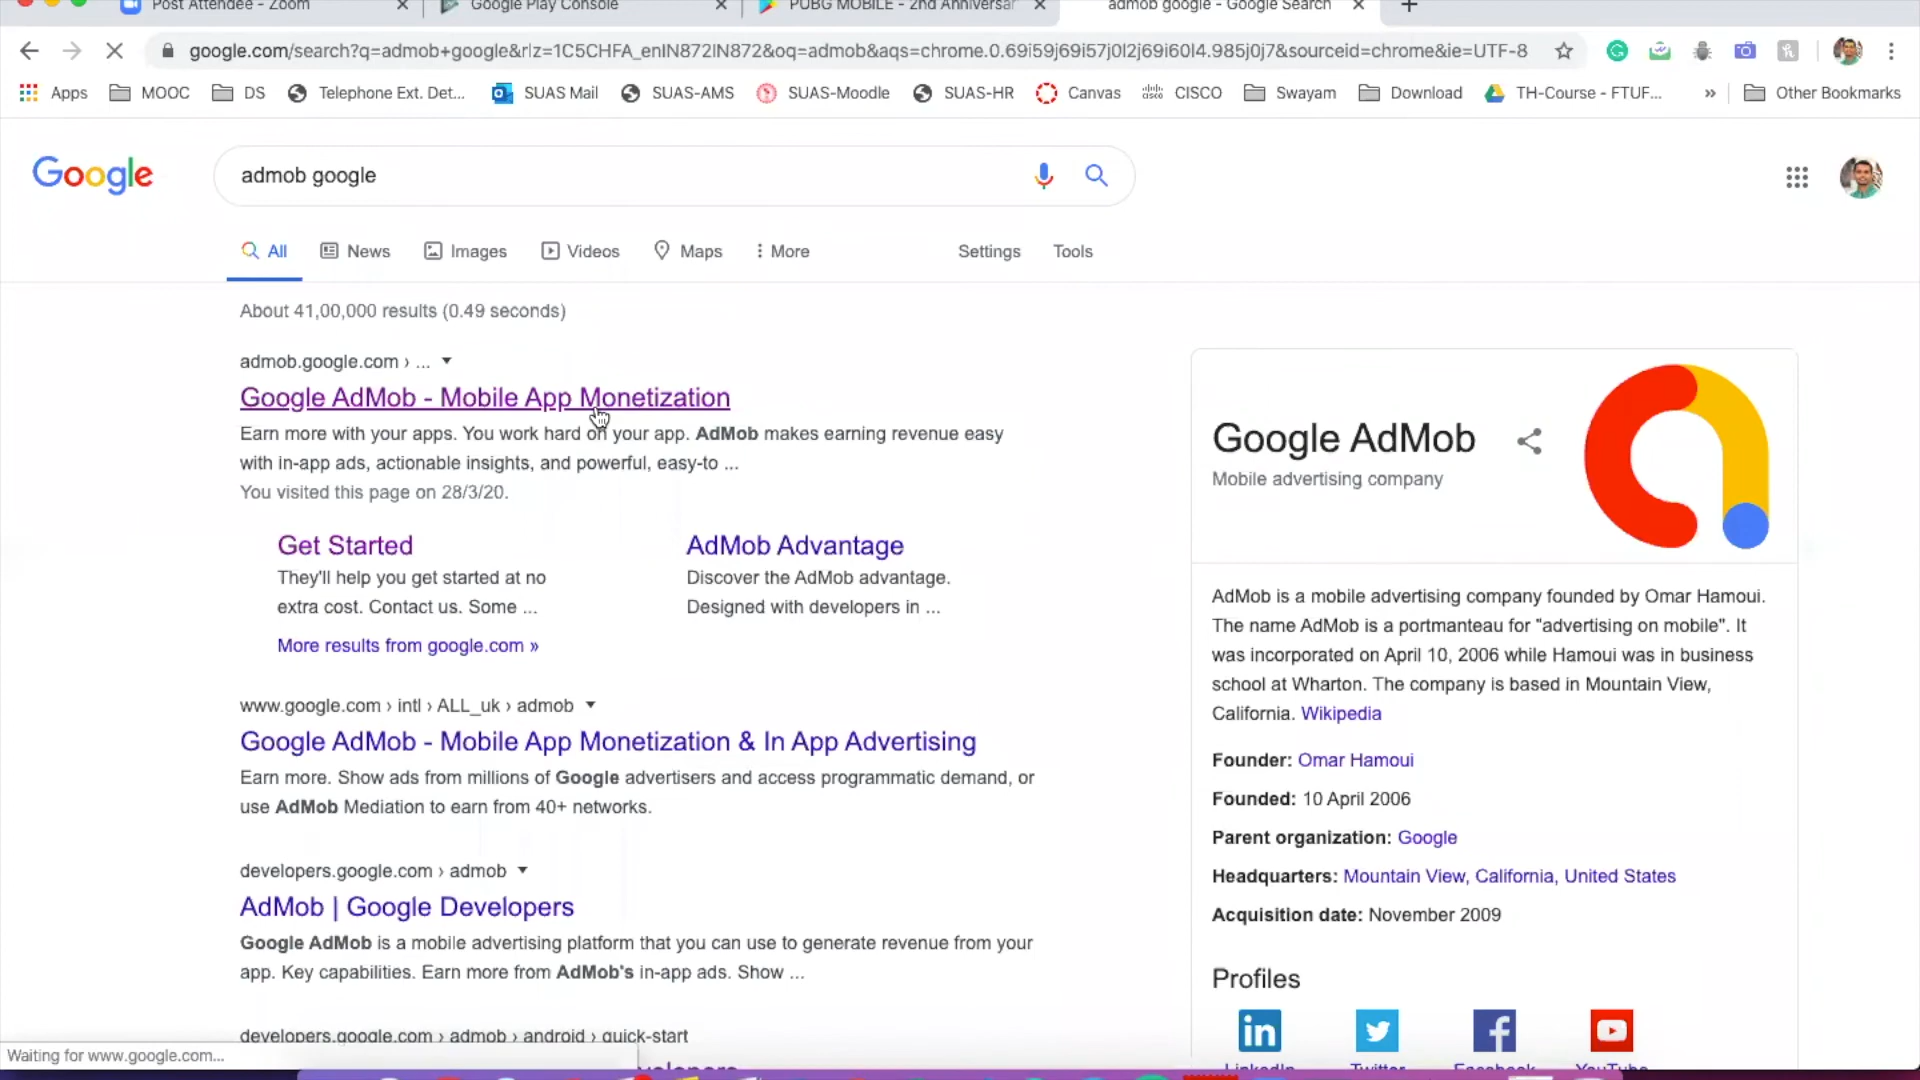 Post Attendee - Zoom
Google Play Console
PUBG MOBILE - 2nd Anniversar
admob google - Google Search
google.com/search?q=admob+google&rlz=1C5CHFA_enIN872IN872&oq=admob&aqs=chrome.0.69i59j69i57j0l2j69i60l4.985j0j7&sourceid=chrome&ie=UTF-8
Apps
MOOC
DS
Telephone Ext. Det...
SUAS Mail
SUAS-AMS
SUAS-Moodle
SUAS-HR
Canvas
CISCO
Swayam
Download
TH-Course - FTUF...
»
Other Bookmarks
Google
admob google
All
News
Images
Videos
Maps
More
Settings
Tools
About 41,00,000 results (0.49 seconds)
admob.google.com › ...
Google AdMob - Mobile App Monetization
Earn more with your apps. You work hard on your app. AdMob makes earning revenue easy
with in-app ads, actionable insights, and powerful, easy-to ...
You visited this page on 28/3/20.
Get Started
They'll help you get started at no
extra cost. Contact us. Some ...
AdMob Advantage
Discover the AdMob advantage.
Designed with developers in ...
More results from google.com »
www.google.com › intl › ALL_uk › admob
Google AdMob - Mobile App Monetization & In App Advertising
Earn more. Show ads from millions of Google advertisers and access programmatic demand, or
use AdMob Mediation to earn from 40+ networks.
developers.google.com › admob
AdMob | Google Developers
Google AdMob is a mobile advertising platform that you can use to generate revenue from your
app. Key capabilities. Earn more from AdMob's in-app ads. Show ...
developers.google.com › admob › android › quick-start
Waiting for www.google.com...
Google AdMob
Mobile advertising company
AdMob is a mobile advertising company founded by Omar Hamoui.
The name AdMob is a portmanteau for "advertising on mobile". It
was incorporated on April 10, 2006 while Hamoui was in business
school at Wharton. The company is based in Mountain View,
California. Wikipedia
Founder: Omar Hamoui
Founded: 10 April 2006
Parent organization: Google
Headquarters: Mountain View, California, United States
Acquisition date: November 2009
Profiles
LinkedIn
Twitter
Facebook
YouTube